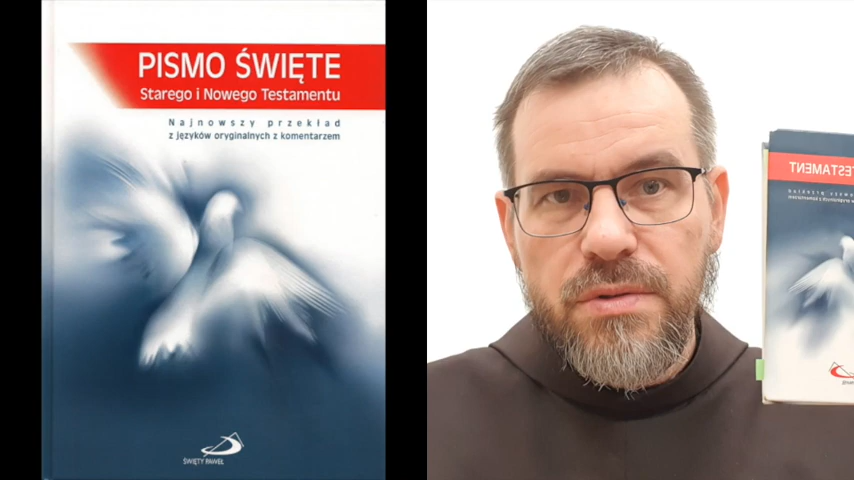 PISMO ŚWIĘTE
Starego i Nowego Testamentu
Najnowszy przekład
z języków oryginalnych z komentarzem
ŚWIĘTY PAWEŁ
TESTAMENT